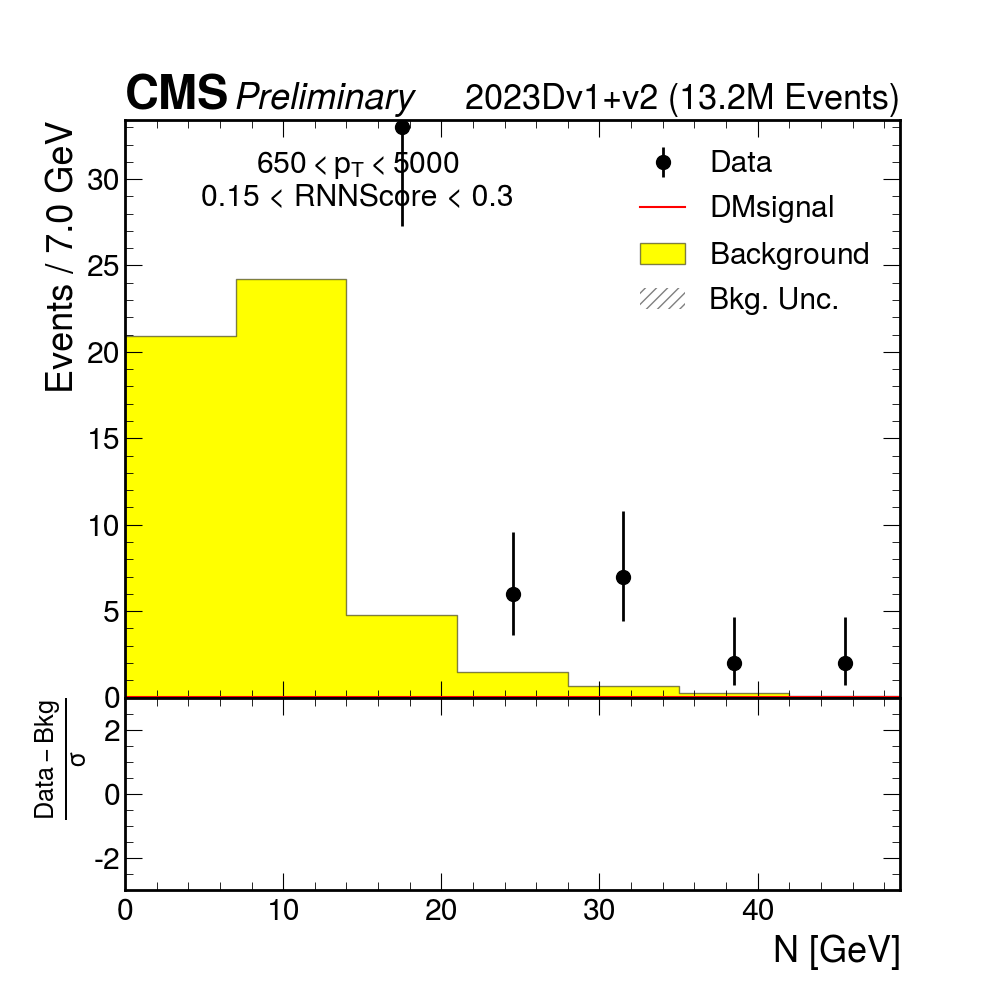 CMS Preliminary 2023Dv1+v2 (13.2M Events)
Events / 7.0 GeV
650 < pT < 5000
0.15 < RNNScore < 0.3
Data
DMsignal
Background
Bkg. Unc.
30
25
20
15
10
5
0
Data – Bkg
σ
2
0
-2
0 10 20 30 40
N [GeV]